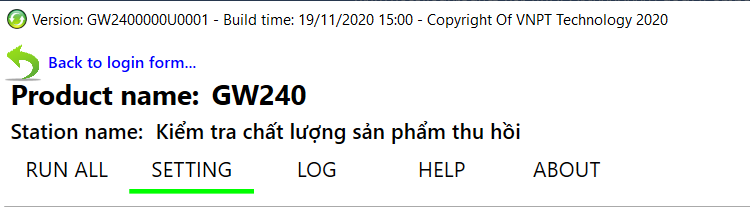 Version: GW2400000U0001 - Build time: 19/11/2020 15:00 - Copyright Of VNPT Technology 2020
Back to login form...
Product name: GW240
Station name: Kiểm tra chất lượng sản phẩm thu hồi
RUN ALL SETTING LOG HELP ABOUT